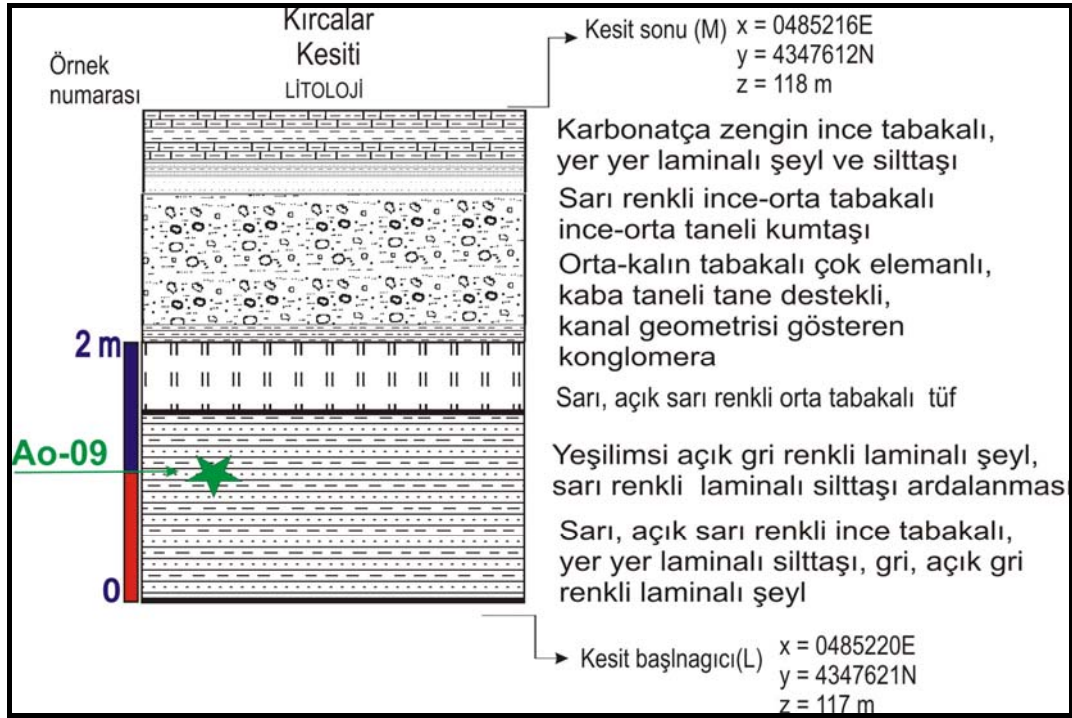 Kırcalar
Kesiti
LİTOLOJİ
Örnek
numarası
Kesit sonu (M)
x = 0485216E
y = 4347612N
z = 118 m
Karbonatça zengin ince tabakalı,
yer yer laminalı şeyl ve silttaşı
Sarı renkli ince-orta tabakalı
ince-orta taneli kumtaşı
Orta-kalın tabakalı çok elemanlı,
kaba taneli tane destekli,
kanal geometrisi gösteren
konglomera
2 m
Sarı, açık sarı renkli orta tabakalı tüf
Ao-09
Yeşilimsi açık gri renkli laminalı şeyl,
sarı renkli laminalı silttaşı ardalanması
Sarı, açık sarı renkli ince tabakalı,
yer yer laminalı silttaşı, gri, açık gri
renkli laminalı şeyl
0
Kesit başlnagıcı(L)
x = 0485220E
y = 4347621N
z = 117 m